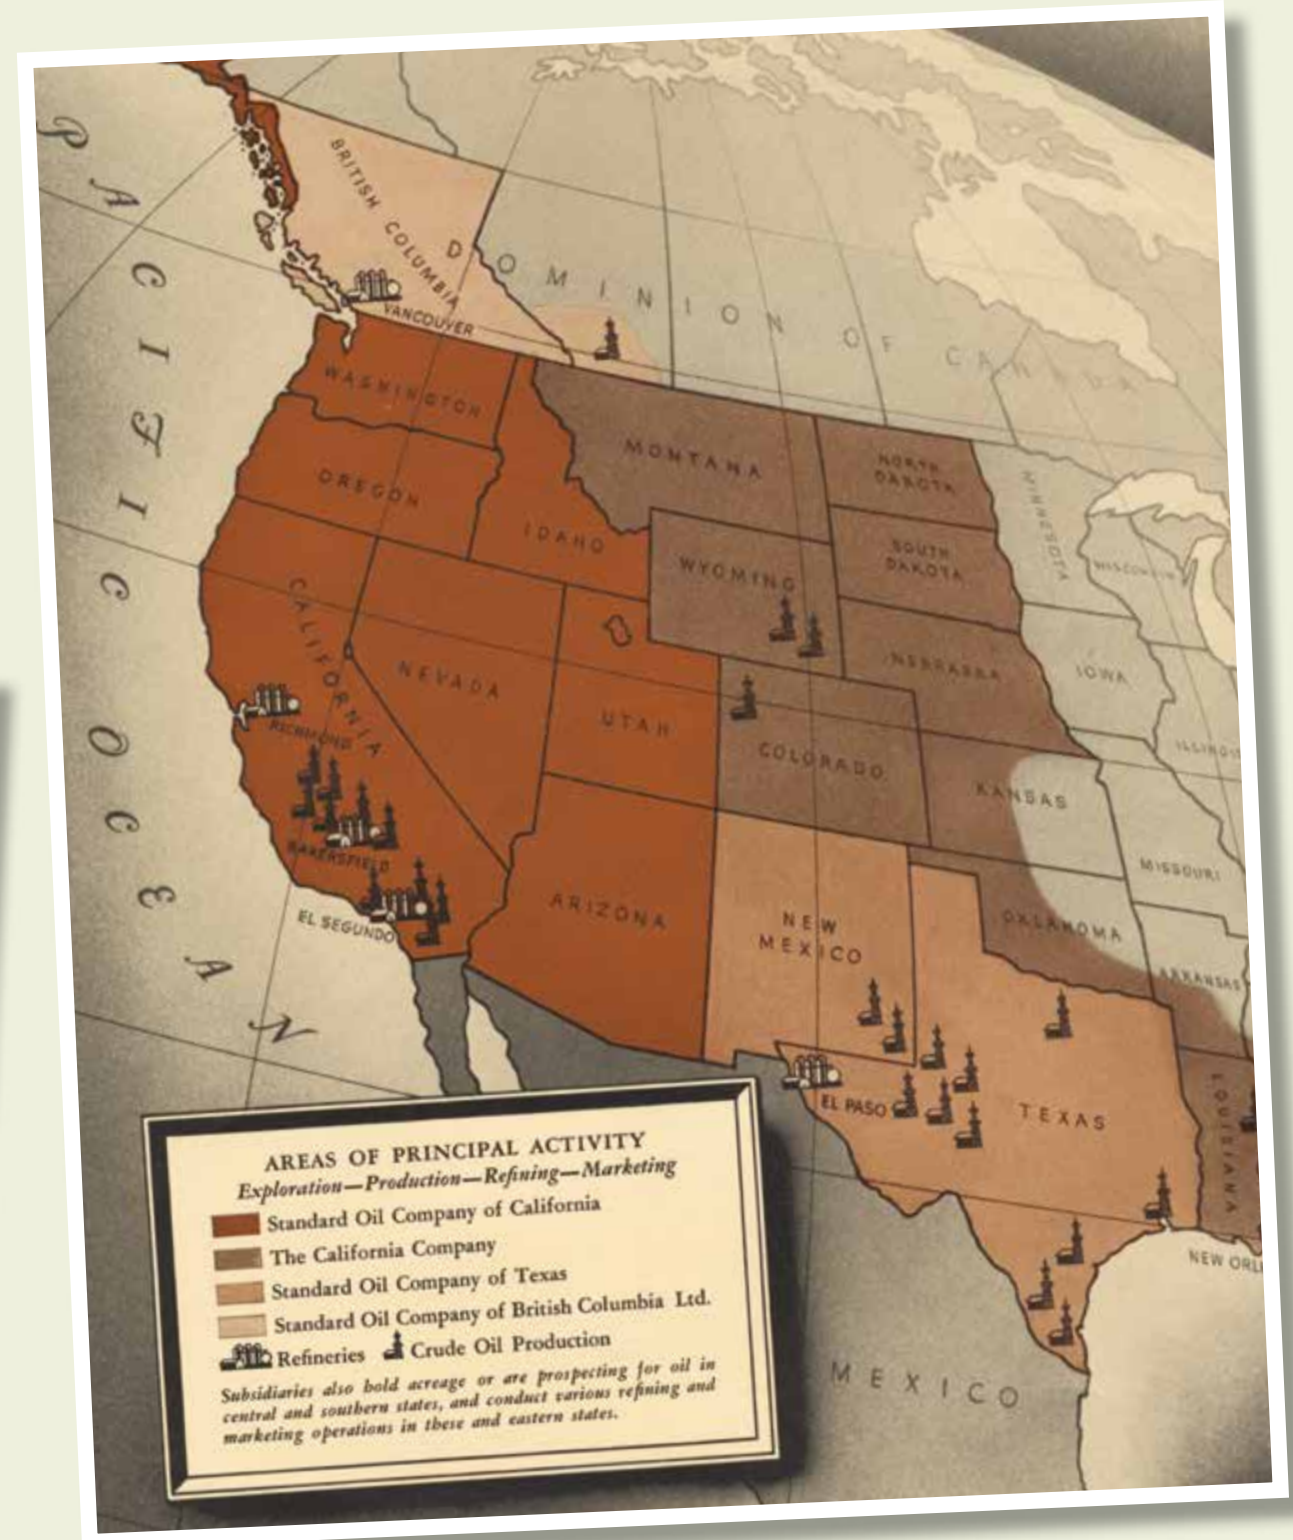 PACIFIC OCEAN
BRITISH COLUMBIA
DOMINION OF CANADA
VANCOUVER
WASHINGTON
MONTANA
NORTH
DAKOTA
MINNESOTA
OREGON
IDAHO
WYOMING
SOUTH
DAKOTA
WISCONSIN
CALIFORNIA
NEVADA
NEBRASKA
IOWA
UTAH
COLORADO
KANSAS
ILLINOIS
RICHMOND
BAKERSFIELD
MISSOURI
EL SEGUNDO
ARIZONA
NEW
MEXICO
OKLAHOMA
ARKANSAS
EL PASO
TEXAS
LOUISIANA
NEW ORL
MEXICO
AREAS OF PRINCIPAL ACTIVITY
Exploration—Production—Refining—Marketing
Standard Oil Company of California
The California Company
Standard Oil Company of Texas
Standard Oil Company of British Columbia Ltd.
Refineries Crude Oil Production
Subsidiaries also hold acreage or are prospecting for oil in
central and southern states, and conduct various refining and
marketing operations in these and eastern states.